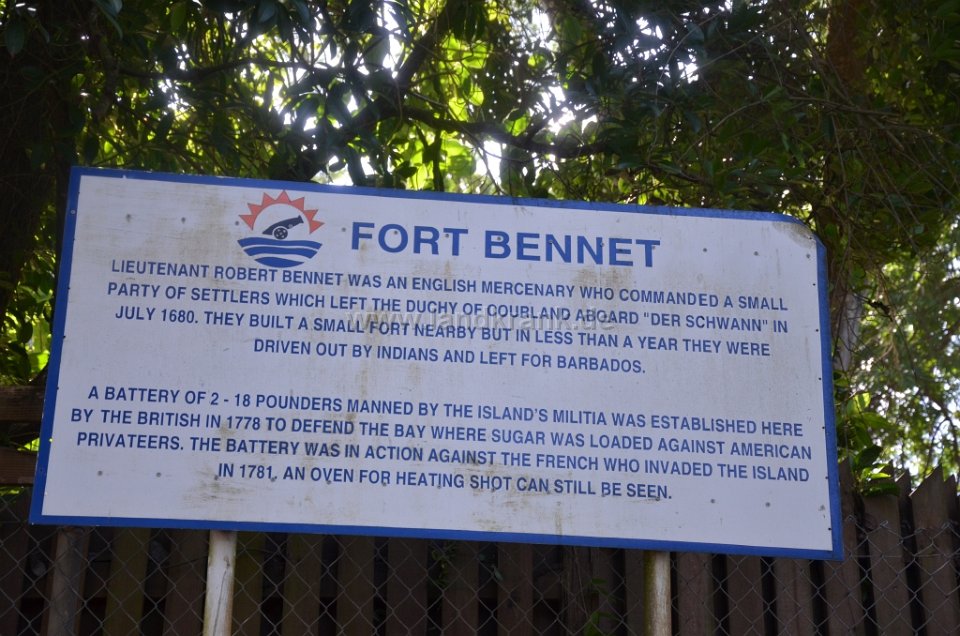 FORT BENNET
LIEUTENANT ROBERT BENNET WAS AN ENGLISH MERCENARY WHO COMMANDED A SMALL
PARTY OF SETTLERS WHICH LEFT THE DUCHY OF COURLAND ABOARD "DER SCHWANN" IN
JULY 1680. THEY BUILT A SMALL FORT NEARBY BUT IN LESS THAN A YEAR THEY WERE
DRIVEN OUT BY INDIANS AND LEFT FOR BARBADOS.
www.landkrank.de
A BATTERY OF 2 - 18 POUNDERS MANNED BY THE ISLAND'S MILITIA WAS ESTABLISHED HERE
BY THE BRITISH IN 1778 TO DEFEND THE BAY WHERE SUGAR WAS LOADED AGAINST AMERICAN
PRIVATEERS. THE BATTERY WAS IN ACTION AGAINST THE FRENCH WHO INVADED THE ISLAND
IN 1781. AN OVEN FOR HEATING SHOT CAN STILL BE SEEN.